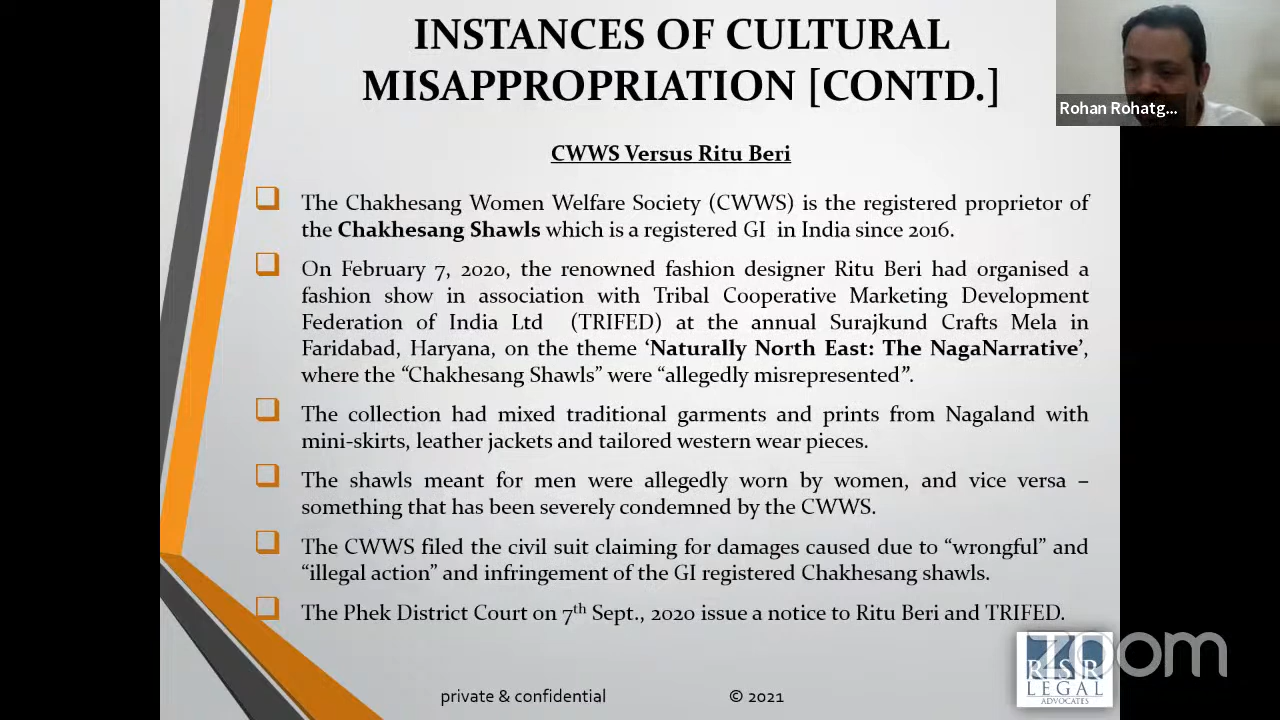 INSTANCES OF CULTURAL
MISAPPROPRIATION [CONTD.]
Rohan Rohatg...
CWWS Versus Ritu Beri
The Chakhesang Women Welfare Society (CWWS) is the registered proprietor of
the Chakhesang Shawls which is a registered GI in India since 2016.
On February 7, 2020, the renowned fashion designer Ritu Beri had organised a
fashion show in association with Tribal Cooperative Marketing Development
Federation of India Ltd (TRIFED) at the annual Surajkund Crafts Mela in
Faridabad, Haryana, on the theme ‘Naturally North East: The NagaNarrative’,
where the “Chakhesang Shawls” were “allegedly misrepresented”.
The collection had mixed traditional garments and prints from Nagaland with
mini-skirts, leather jackets and tailored western wear pieces.
The shawls meant for men were allegedly worn by women, and vice versa –
something that has been severely condemned by the CWWS.
The CWWS filed the civil suit claiming for damages caused due to “wrongful” and
“illegal action” and infringement of the GI registered Chakhesang shawls.
The Phek District Court on 7th Sept., 2020 issue a notice to Ritu Beri and TRIFED.
zoom
RSR
LEGAL
ADVOCATES
private & confidential
© 2021